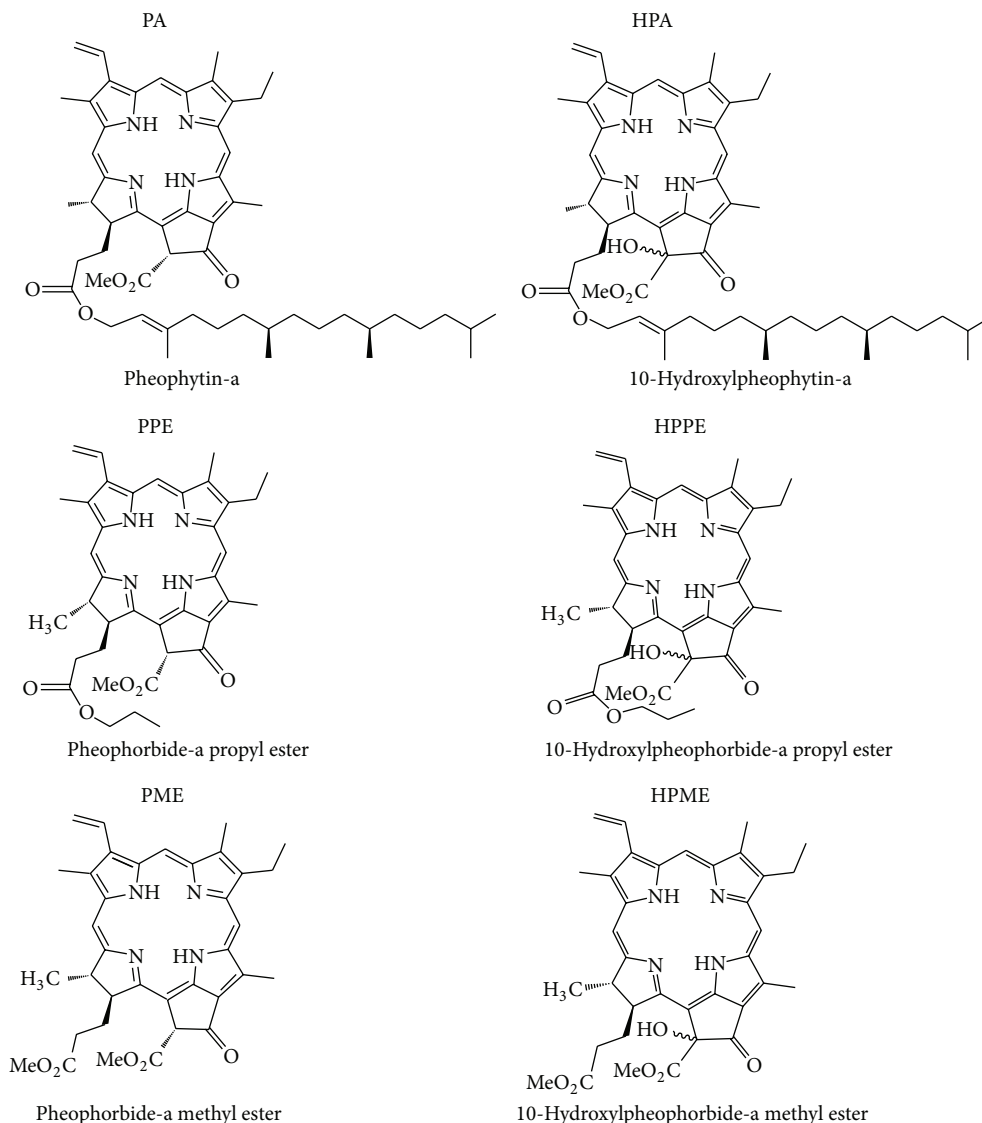 PA
NH
N
N
HN
MeO₂C
O
O
O
Pheophytin-a
HPA
NH
N
N
HN
HO
MeO₂C
O
O
O
10-Hydroxylpheophytin-a
PPE
NH
N
N
HN
H₃C
MeO₂C
O
O
O
Pheophorbide-a propyl ester
HPPE
NH
N
N
HN
H₃C
HO
MeO₂C
O
O
O
10-Hydroxylpheophorbide-a propyl ester
PME
NH
N
N
HN
H₃C
MeO₂C
MeO₂C
O
Pheophorbide-a methyl ester
HPME
NH
N
N
HN
H₃C
HO
MeO₂C
MeO₂C
O
10-Hydroxylpheophorbide-a methyl ester